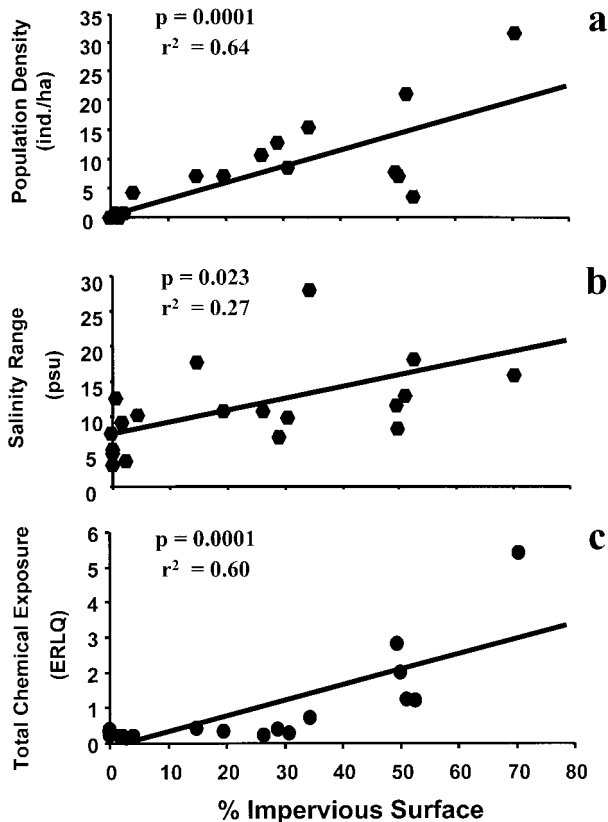 a
p = 0.0001
r² = 0.64
Population Density
(ind./ha)
35
30
25
20
15
10
5
0
b
p = 0.023
r² = 0.27
Salinity Range
(psu)
30
25
20
15
10
5
0
c
p = 0.0001
r² = 0.60
Total Chemical Exposure
(ERLQ)
6
5
4
3
2
1
0
0 10 20 30 40 50 60 70 80
% Impervious Surface